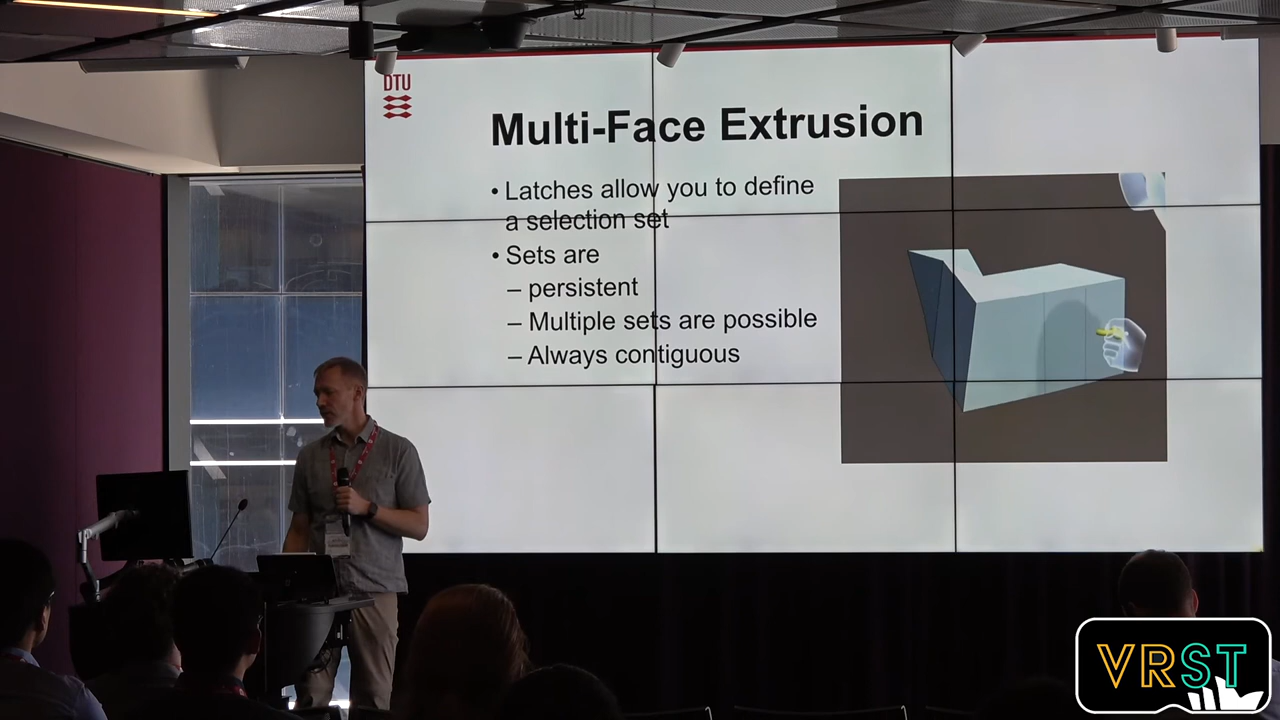 DTU
Multi-Face Extrusion
• Latches allow you to define
a selection set
• Sets are
– persistent
– Multiple sets are possible
– Always contiguous
VRST